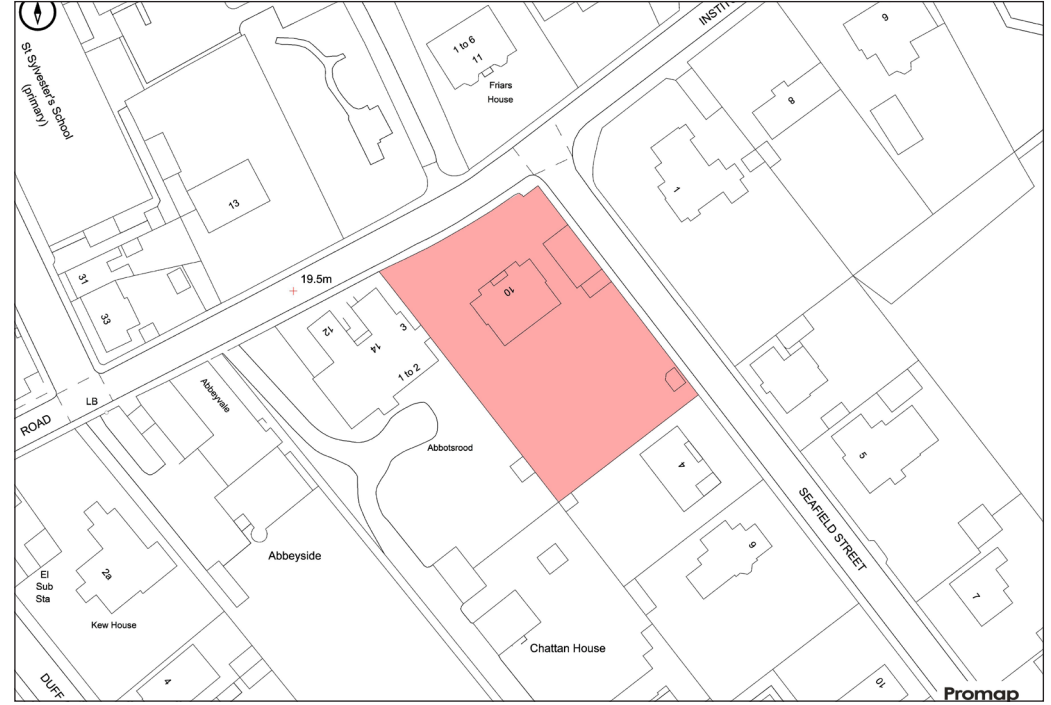 St Sylvester's School
(primary)
1 to 6
11
Friars
House
9
8
1
13
31
33
19.5m
10
12
14
3
1 to 2
LB
ROAD
Abbeyvale
Abbotsrood
4
5
SEAFIELD STREET
Abbeyside
El
Sub
Sta
2a
Kew House
6
7
Chattan House
DUFF
4
10
Promap